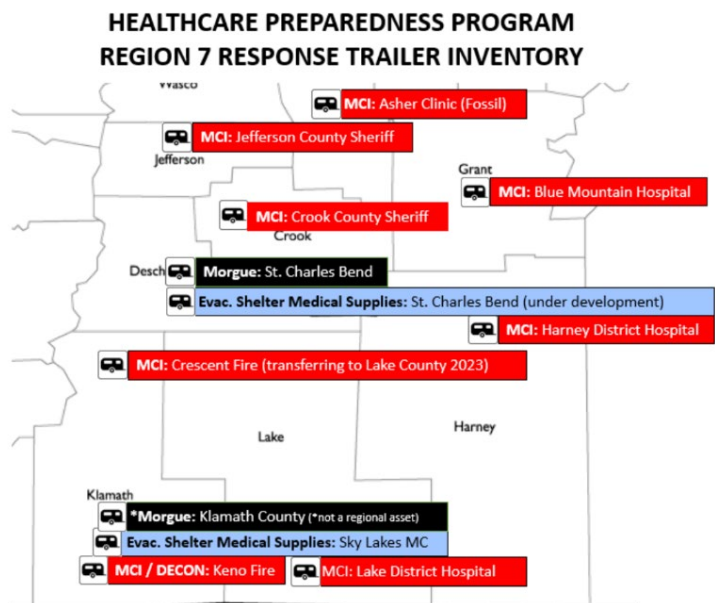 HEALTHCARE PREPAREDNESS PROGRAM
REGION 7 RESPONSE TRAILER INVENTORY
Wasco
MCI: Asher Clinic (Fossil)
MCI: Jefferson County Sheriff
Jefferson
Grant
MCI: Blue Mountain Hospital
MCI: Crook County Sheriff
Crook
Desch
Morgue: St. Charles Bend
Evac. Shelter Medical Supplies: St. Charles Bend (under development)
MCI: Harney District Hospital
MCI: Crescent Fire (transferring to Lake County 2023)
Lake
Harney
Klamath
*Morgue: Klamath County (*not a regional asset)
Evac. Shelter Medical Supplies: Sky Lakes MC
MCI / DECON: Keno Fire
MCI: Lake District Hospital